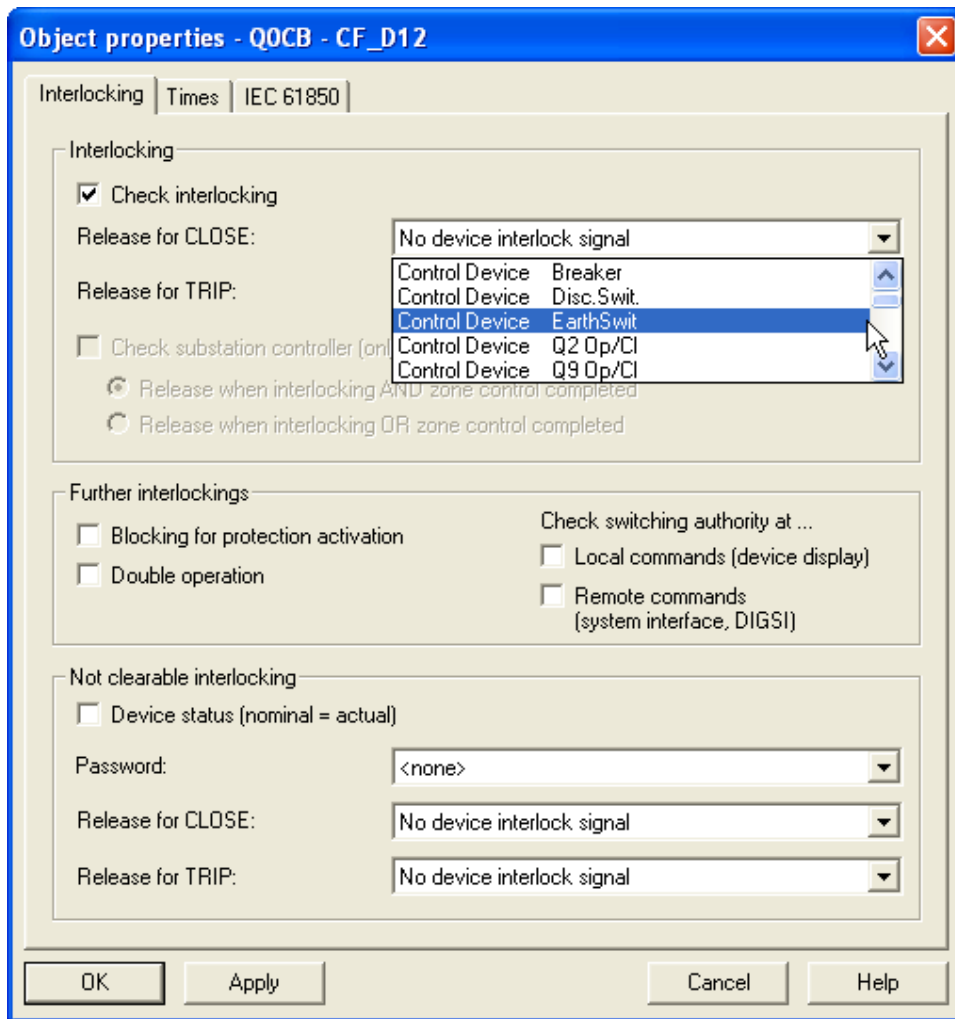 Object properties - Q0CB - CF_D12
Interlocking Times IEC 61850
Interlocking
Check interlocking
Release for CLOSE: No device interlock signal
Control Device Breaker
Control Device Disc.Swit.
Release for TRIP:
Control Device EarthSwit
Check substation controller (onl
Control Device Q2 Op/Cl
Control Device Q9 Op/Cl
Release when interlocking AND zone control completed
Release when interlocking OR zone control completed
Further interlockings
Blocking for protection activation
Double operation
Check switching authority at ...
Local commands (device display)
Remote commands
(system interface, DIGSI)
Not clearable interlocking
Device status (nominal = actual)
Password: <none>
Release for CLOSE: No device interlock signal
Release for TRIP: No device interlock signal
OK Apply Cancel Help